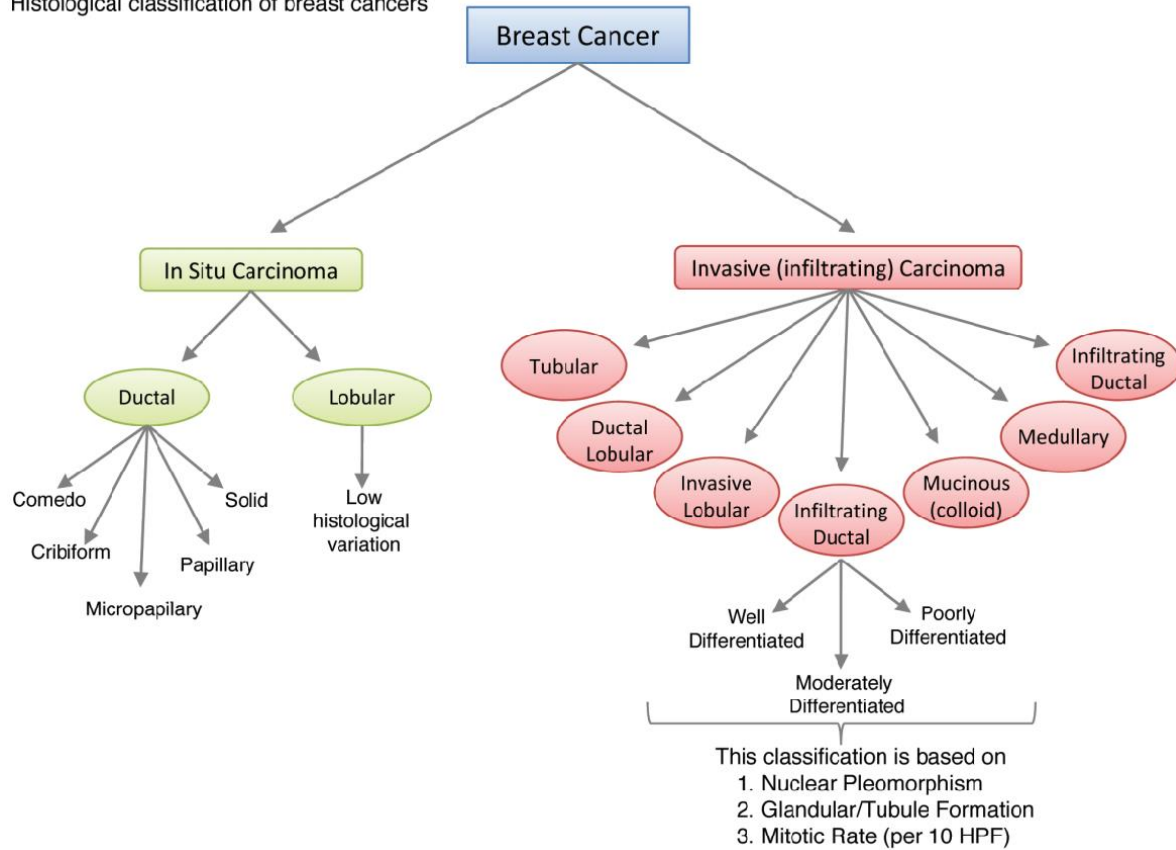 Histological classification of breast cancers
Breast Cancer
In Situ Carcinoma
Invasive (infiltrating) Carcinoma
Ductal
Lobular
Comedo
Cribiform
Micropapilary
Papillary
Solid
Low
histological
variation
Tubular
Ductal
Lobular
Invasive
Lobular
Infiltrating
Ductal
Mucinous
(colloid)
Medullary
Infiltrating
Ductal
Well
Differentiated
Moderately
Differentiated
Poorly
Differentiated
This classification is based on
1. Nuclear Pleomorphism
2. Glandular/Tubule Formation
3. Mitotic Rate (per 10 HPF)